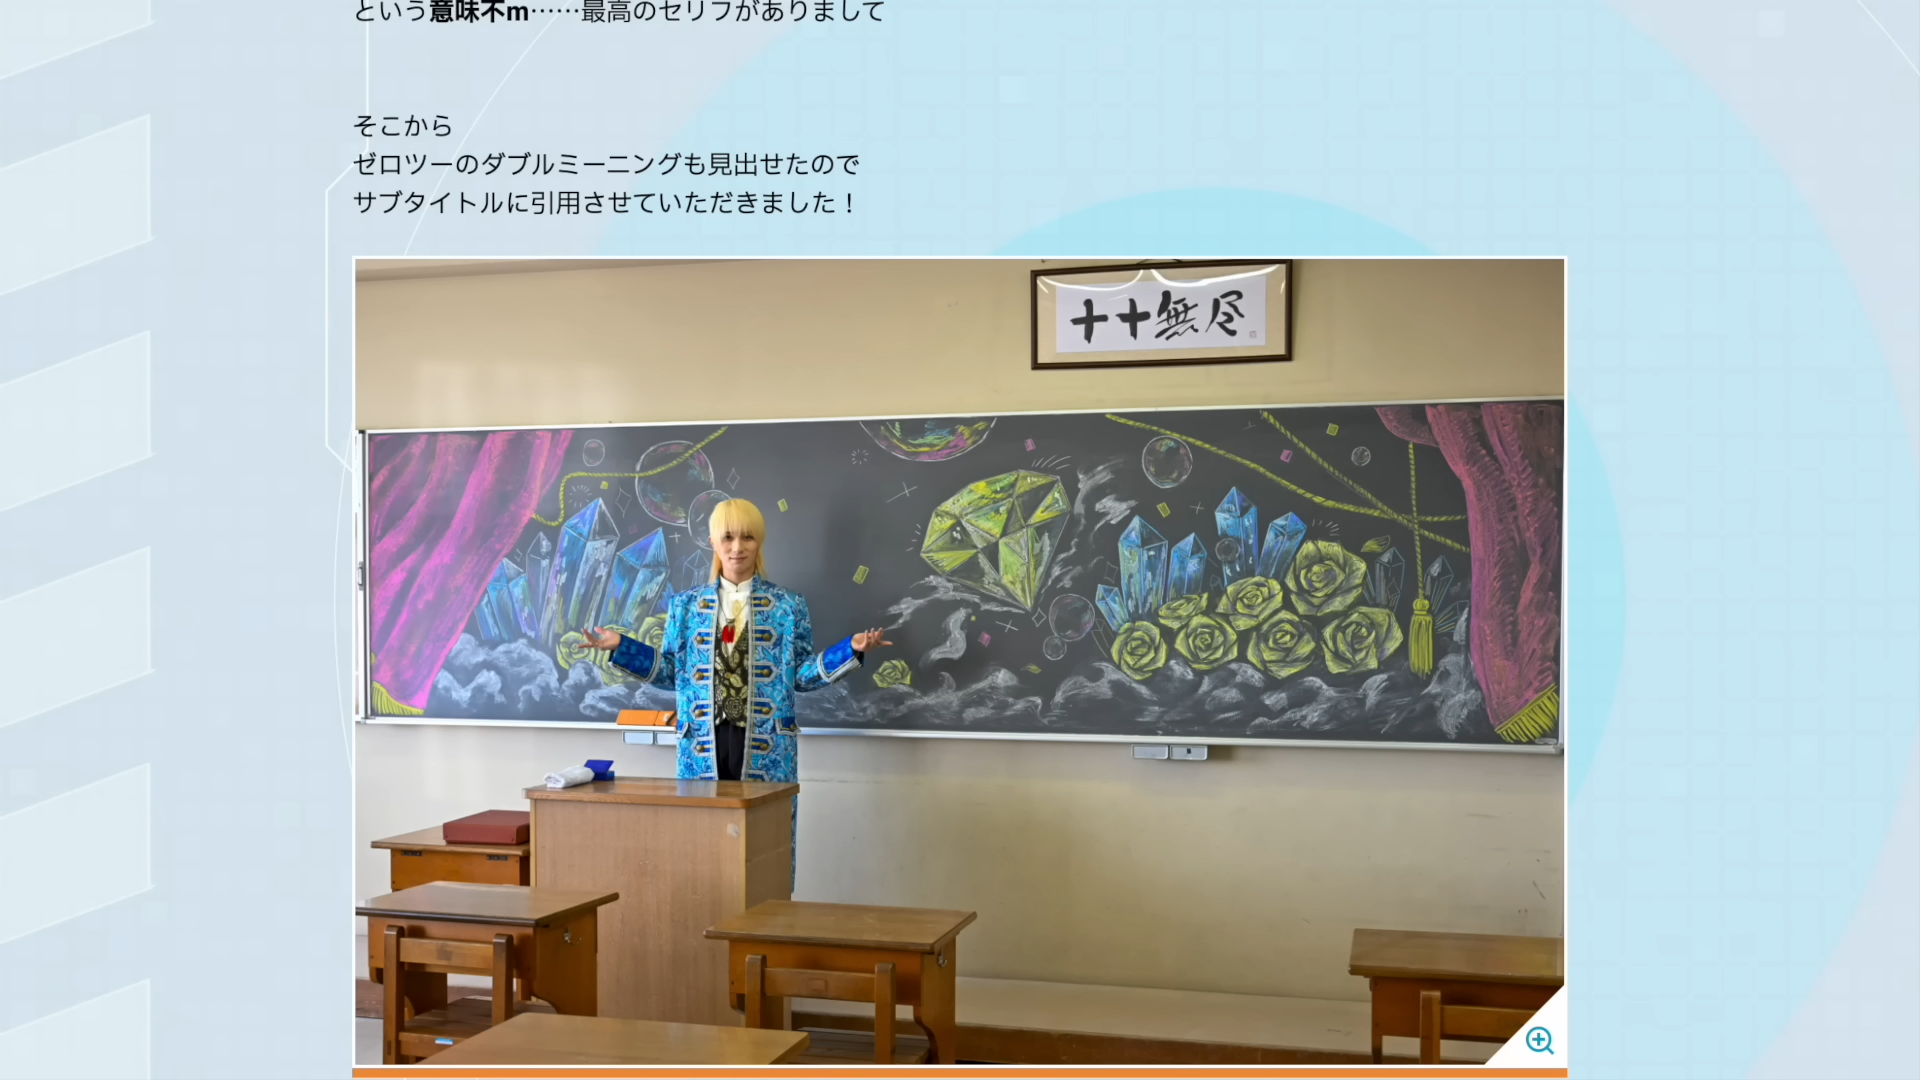 という意味不m……最高のセリフがありまして
そこから
ゼロツーのダブルミーニングも見出せたので
サブタイトルに引用させていただきました！
十十無尽